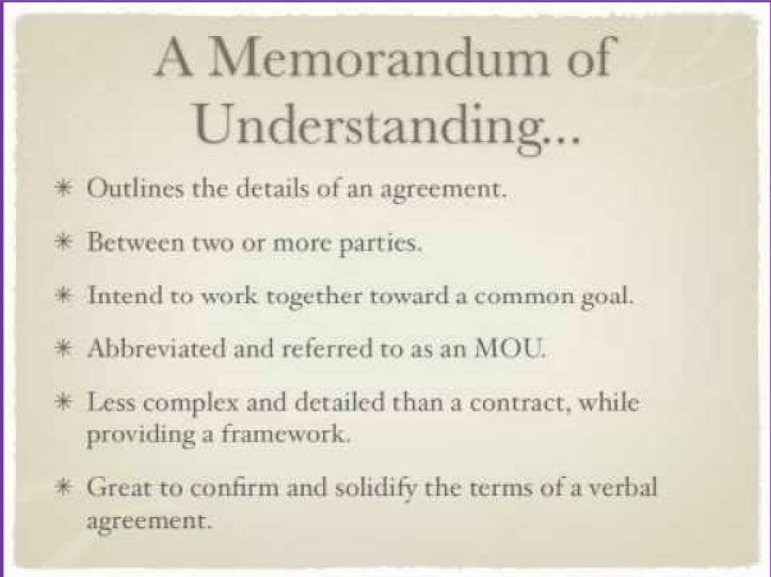 A Memorandum of
Understanding...
✴ Outlines the details of an agreement.
✴ Between two or more parties.
✴ Intend to work together toward a common goal.
✴ Abbreviated and referred to as an MOU.
✴ Less complex and detailed than a contract, while
providing a framework.
✴ Great to confirm and solidify the terms of a verbal
agreement.